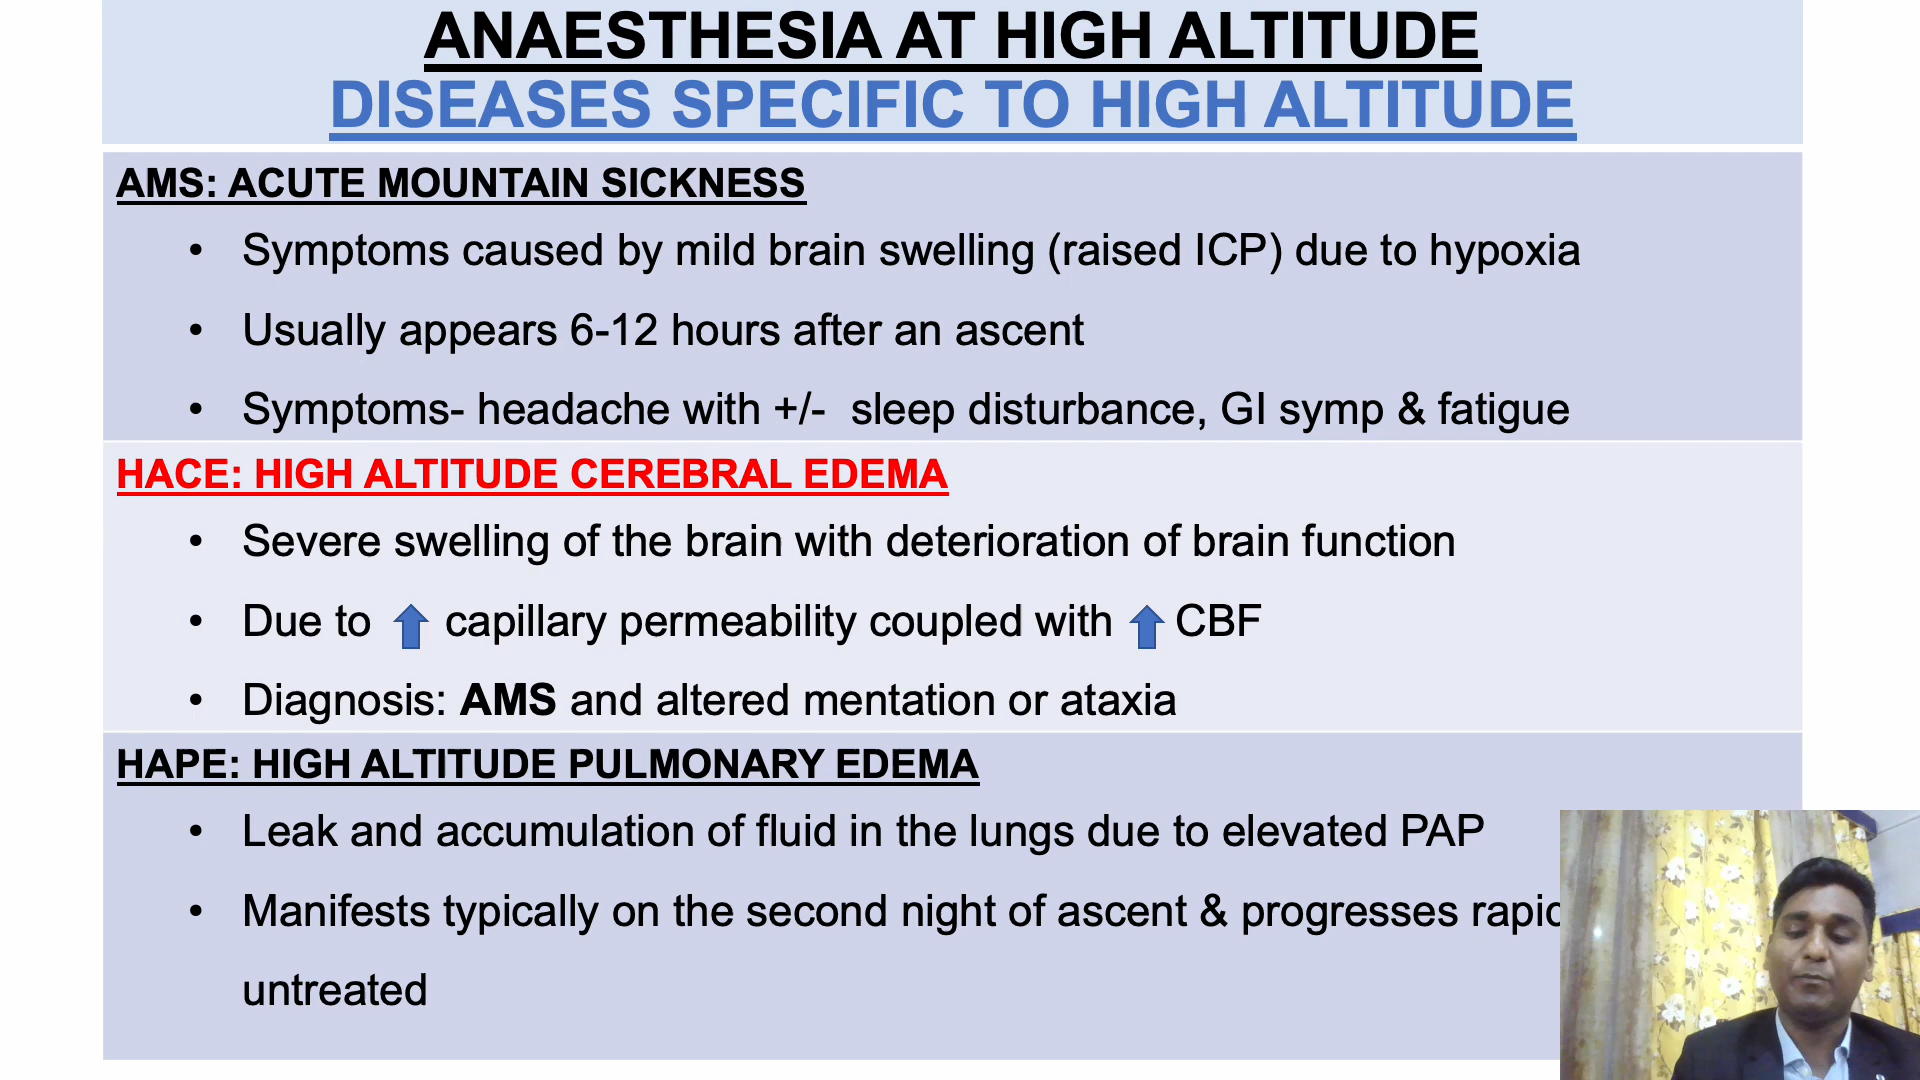 ANAESTHESIA AT HIGH ALTITUDE
DISEASES SPECIFIC TO HIGH ALTITUDE
AMS: ACUTE MOUNTAIN SICKNESS
• Symptoms caused by mild brain swelling (raised ICP) due to hypoxia
• Usually appears 6-12 hours after an ascent
• Symptoms- headache with +/- sleep disturbance, GI symp & fatigue
HACE: HIGH ALTITUDE CEREBRAL EDEMA
• Severe swelling of the brain with deterioration of brain function
• Due to ⬆ capillary permeability coupled with ⬆ CBF
• Diagnosis: AMS and altered mentation or ataxia
HAPE: HIGH ALTITUDE PULMONARY EDEMA
• Leak and accumulation of fluid in the lungs due to elevated PAP
• Manifests typically on the second night of ascent & progresses
untreated